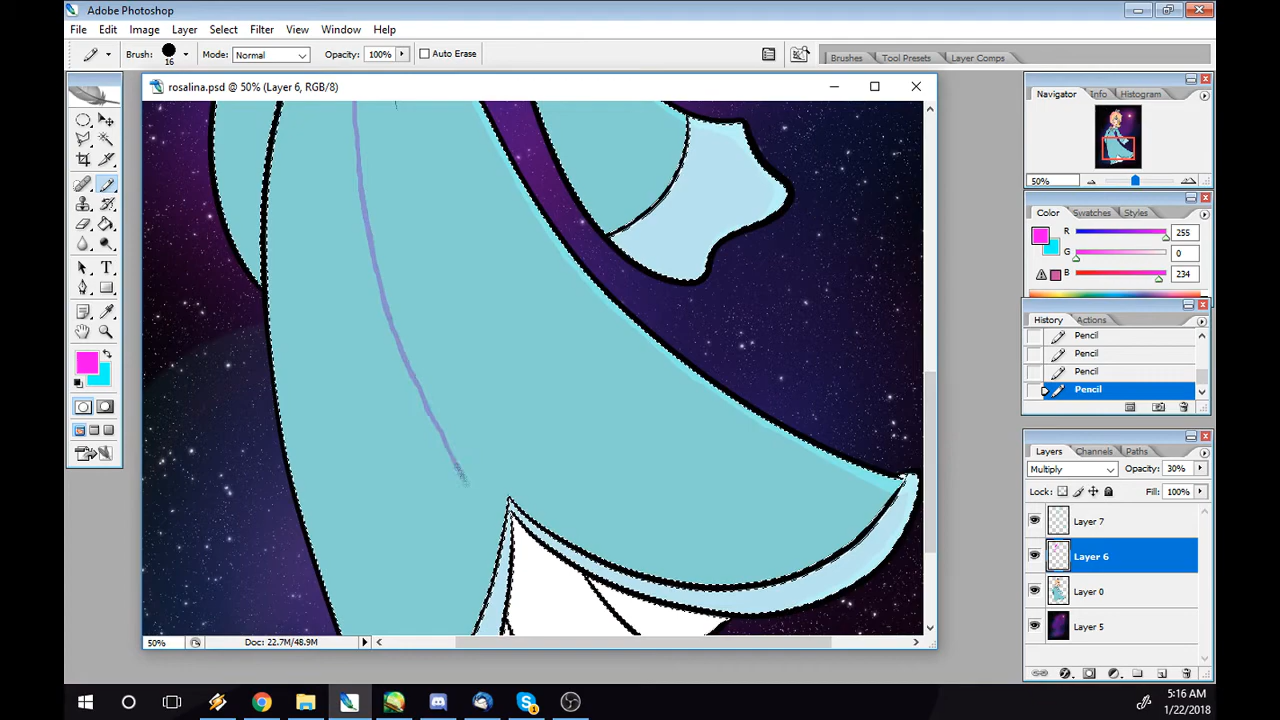 Adobe Photoshop
File Edit Image Layer Select Filter View Window Help
Brush: 16 Mode: Normal Opacity: 100% Auto Erase Brushes Tool Presets Layer Comps
rosalina.psd @ 50% (Layer 6, RGB/8)
Navigator Info Histogram
50%
Color Swatches Styles
R 255
G 0
B 234
History Actions
Pencil
Pencil
Pencil
Pencil
Layers Channels Paths
Multiply Opacity: 30%
Lock: Fill: 100%
Layer 7
Layer 6
Layer 0
Layer 5
50% Doc: 22.7M/48.9M
5:16 AM
1/22/2018